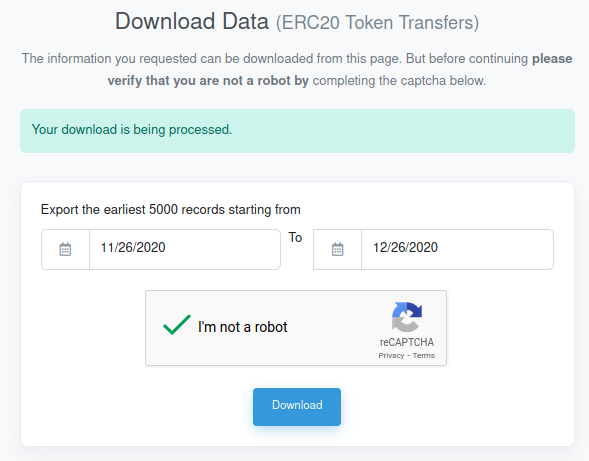 Download Data (ERC20 Token Transfers)
The information you requested can be downloaded from this page. But before continuing please
verify that you are not a robot by completing the captcha below.
Your download is being processed.
Export the earliest 5000 records starting from
11/26/2020 To 12/26/2020
I'm not a robot
reCAPTCHA
Privacy - Terms
Download